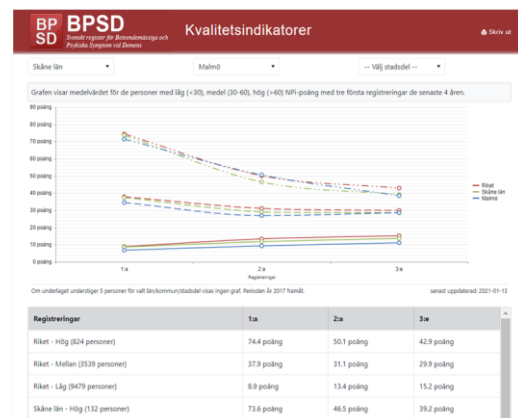 BPSD
BPSD
Svenskt register för Beteendemässiga och
Psykiska Symptom vid Demens
Kvalitetsindikatorer
Skriv ut
Skåne län
Malmö
-- Välj stadsdel --
Grafen visar medelvärdet för de personer med låg (<30), medel (30-60), hög (>60) NPi-poäng med tre första registreringar de senaste 4 åren.
90 poäng
80 poäng
70 poäng
60 poäng
50 poäng
40 poäng
30 poäng
20 poäng
10 poäng
0 poäng
1:a 2:a 3:e
Registreringar
Riket
Skåne län
Malmö
Om underlaget understiger 5 personer för valt län/kommun/stadsdel visas ingen graf. Perioden År 2017 framåt. senast uppdaterad: 2021-01-13
Registreringar 1:a 2:a 3:e
Riket - Hög (824 personer) 74.4 poäng 50.1 poäng 42.9 poäng
Riket - Mellan (3539 personer) 37.9 poäng 31.1 poäng 29.9 poäng
Riket - Låg (9479 personer) 8.9 poäng 13.4 poäng 15.2 poäng
Skåne län - Hög (132 personer) 73.6 poäng 46.5 poäng 39.2 poäng